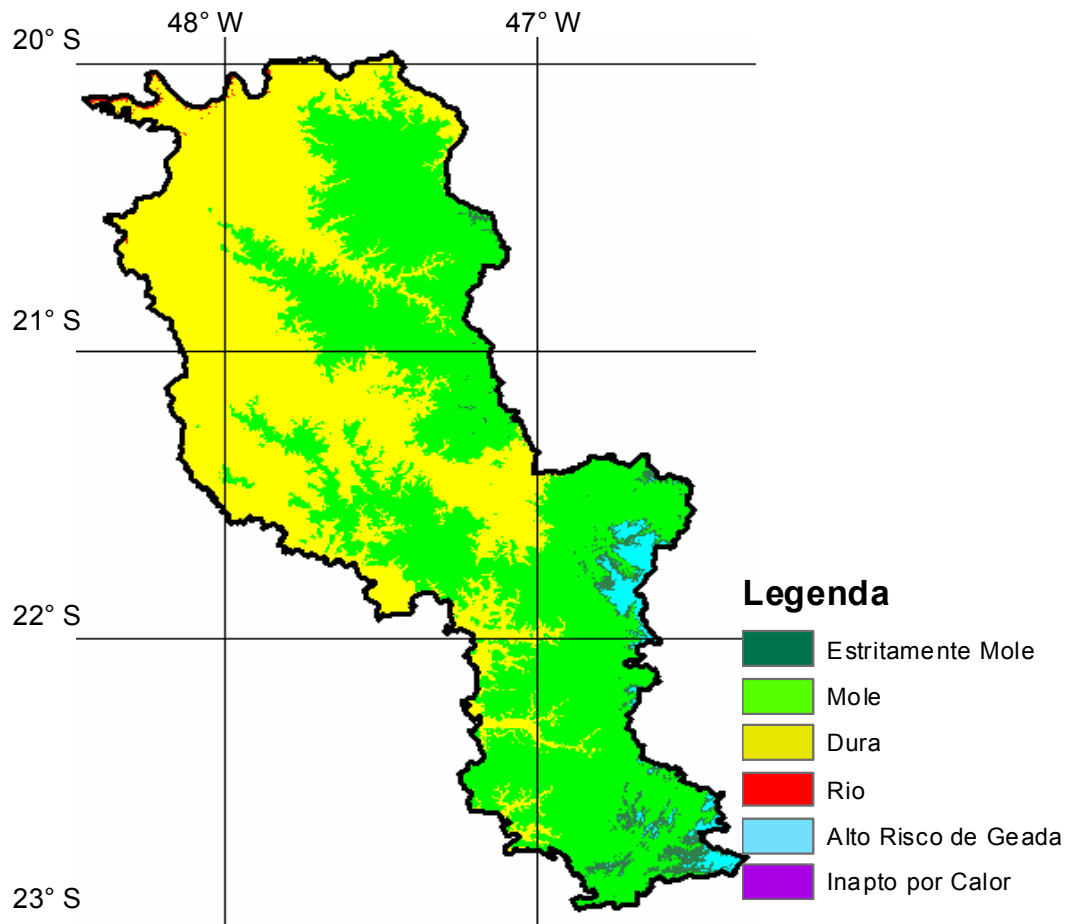 48° W 47° W
20° S
21° S
22° S
23° S
Legenda
Estritamente Mole
Mole
Dura
Rio
Alto Risco de Geada
Inapto por Calor